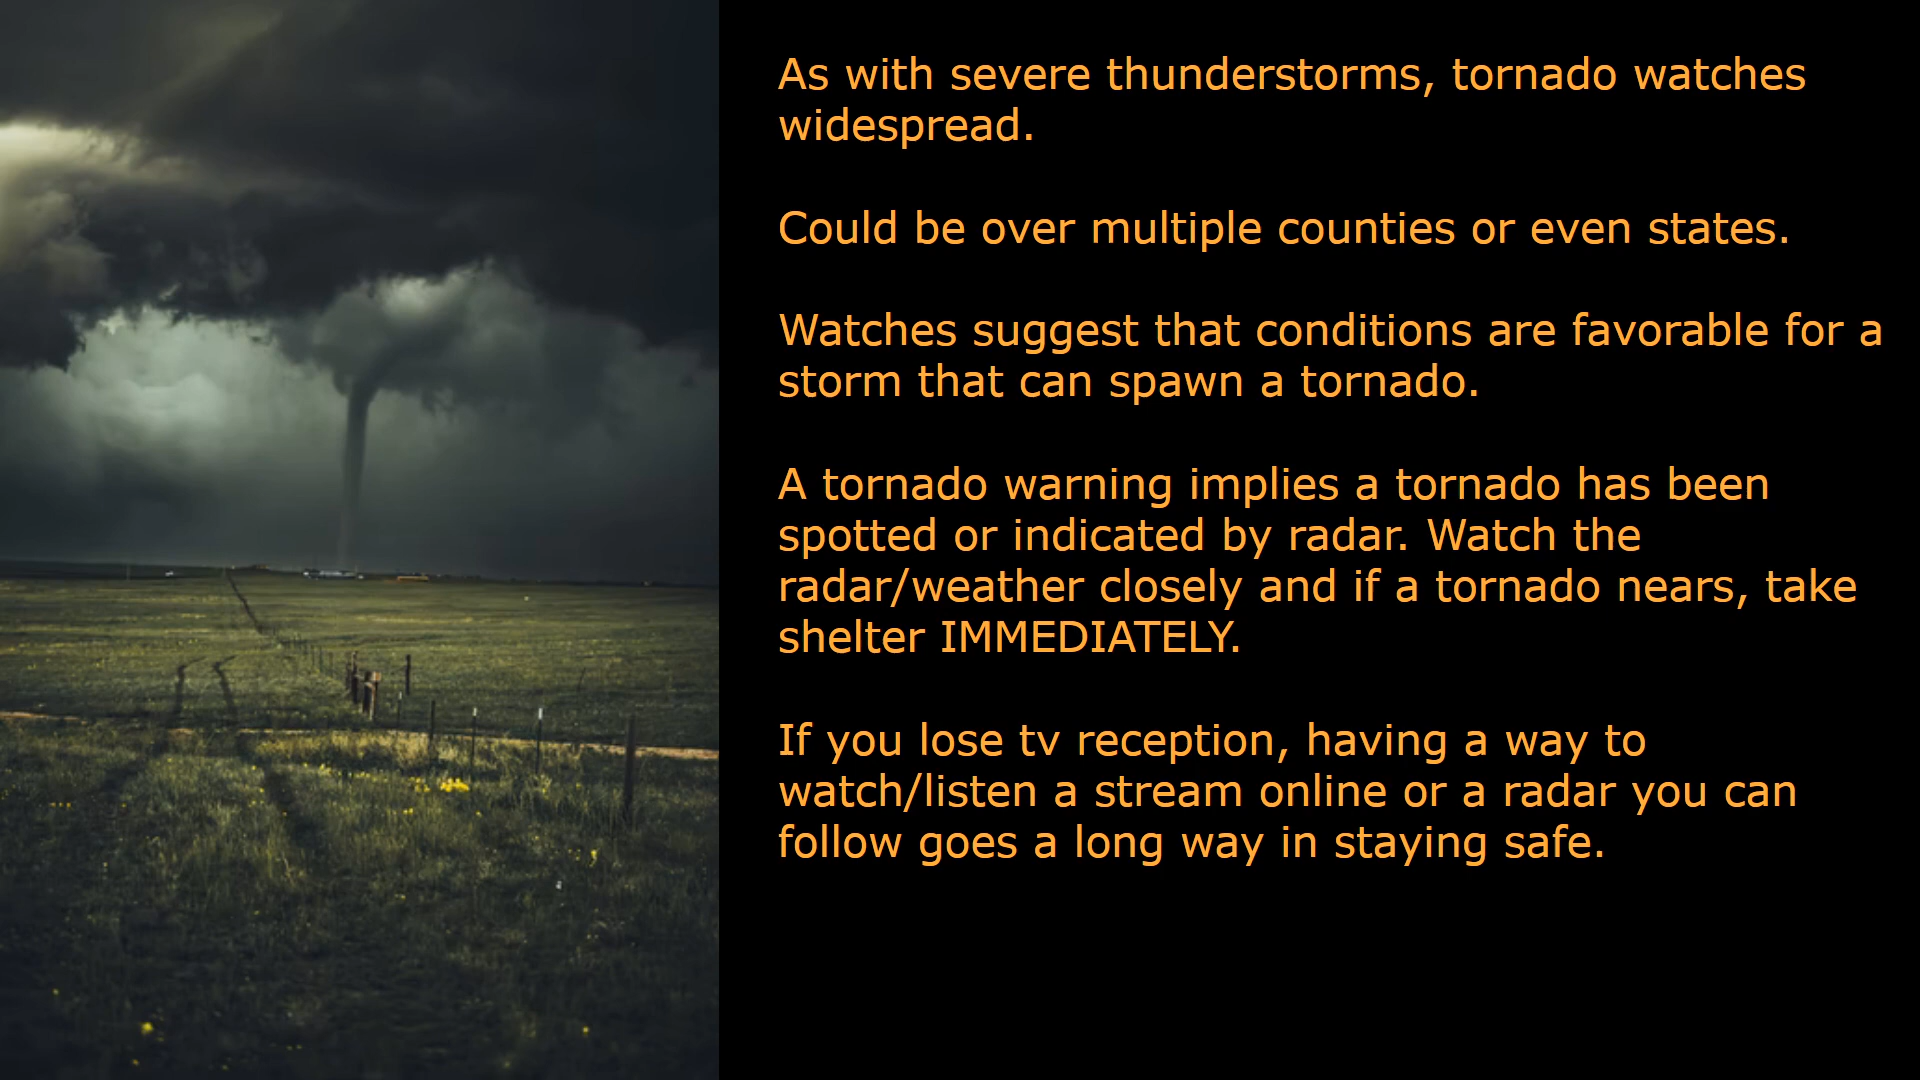 As with severe thunderstorms, tornado watches
widespread.
Could be over multiple counties or even states.
Watches suggest that conditions are favorable for a
storm that can spawn a tornado.
A tornado warning implies a tornado has been
spotted or indicated by radar. Watch the
radar/weather closely and if a tornado nears, take
shelter IMMEDIATELY.
If you lose tv reception, having a way to
watch/listen a stream online or a radar you can
follow goes a long way in staying safe.